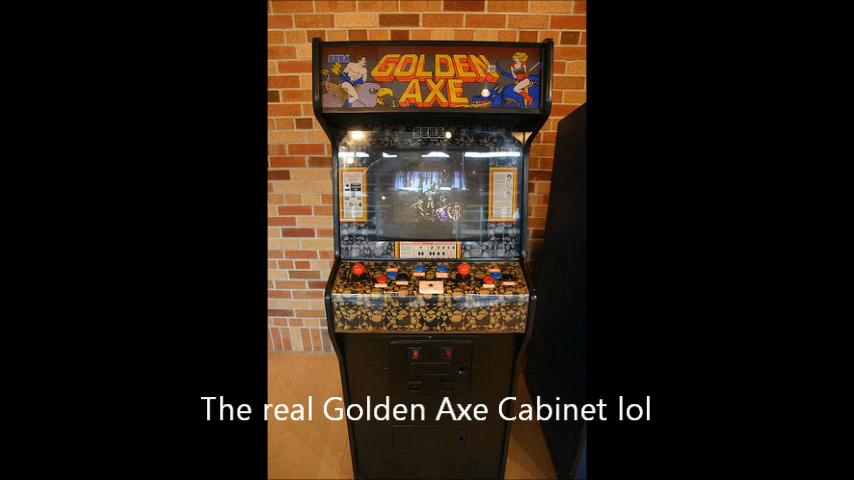 SEGA
GOLDEN
AXE
SEGA
The real Golden Axe Cabinet lol